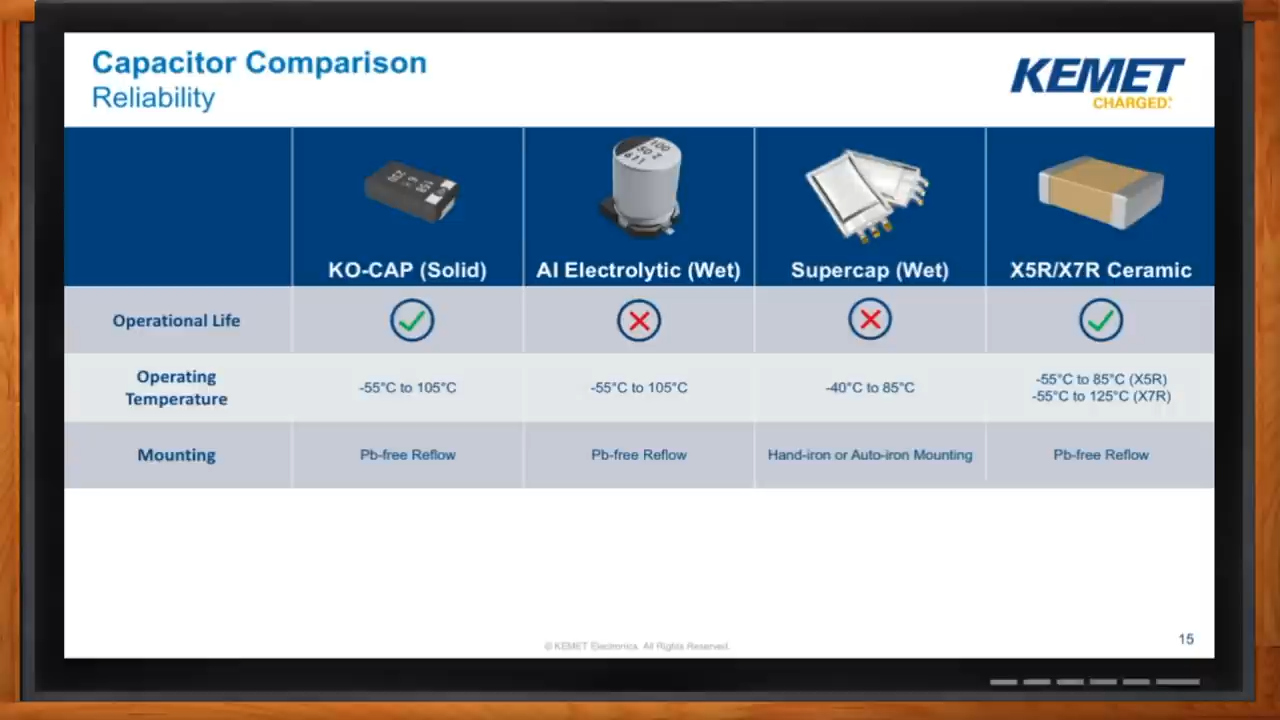 Capacitor Comparison
Reliability
KEMET
CHARGED.
KO-CAP (Solid)
Al Electrolytic (Wet)
Supercap (Wet)
X5R/X7R Ceramic
Operational Life
Operating
Temperature
-55°C to 105°C
-55°C to 105°C
-40°C to 85°C
-55°C to 85°C (X5R)
-55°C to 125°C (X7R)
Mounting
Pb-free Reflow
Pb-free Reflow
Hand-iron or Auto-iron Mounting
Pb-free Reflow
© KEMET Electronics. All Rights Reserved.
15